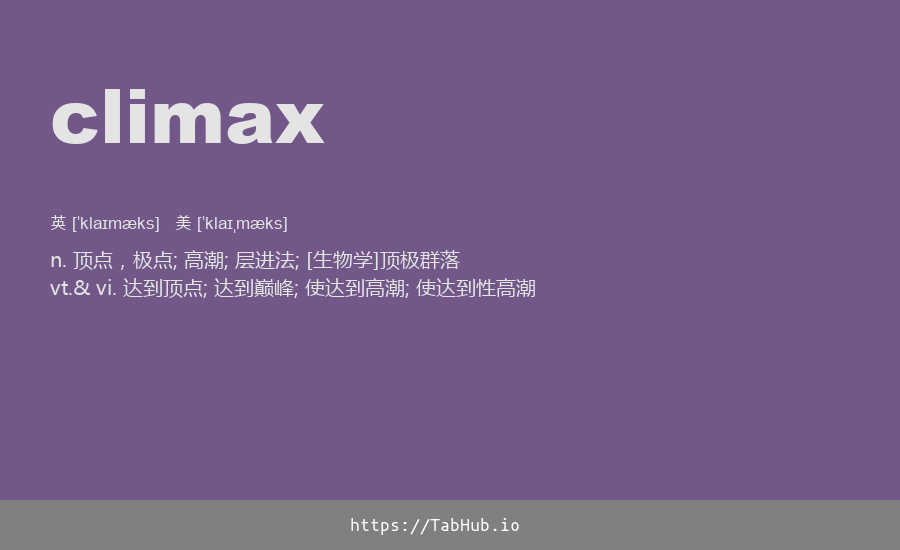 climax
英 [ˈklaɪmæks] 美 [ˈklaɪˌmæks]
n. 顶点，极点; 高潮; 层进法; [生物学]顶极群落
vt.& vi. 达到顶点; 达到巅峰; 使达到高潮; 使达到性高潮
https://TabHub.io